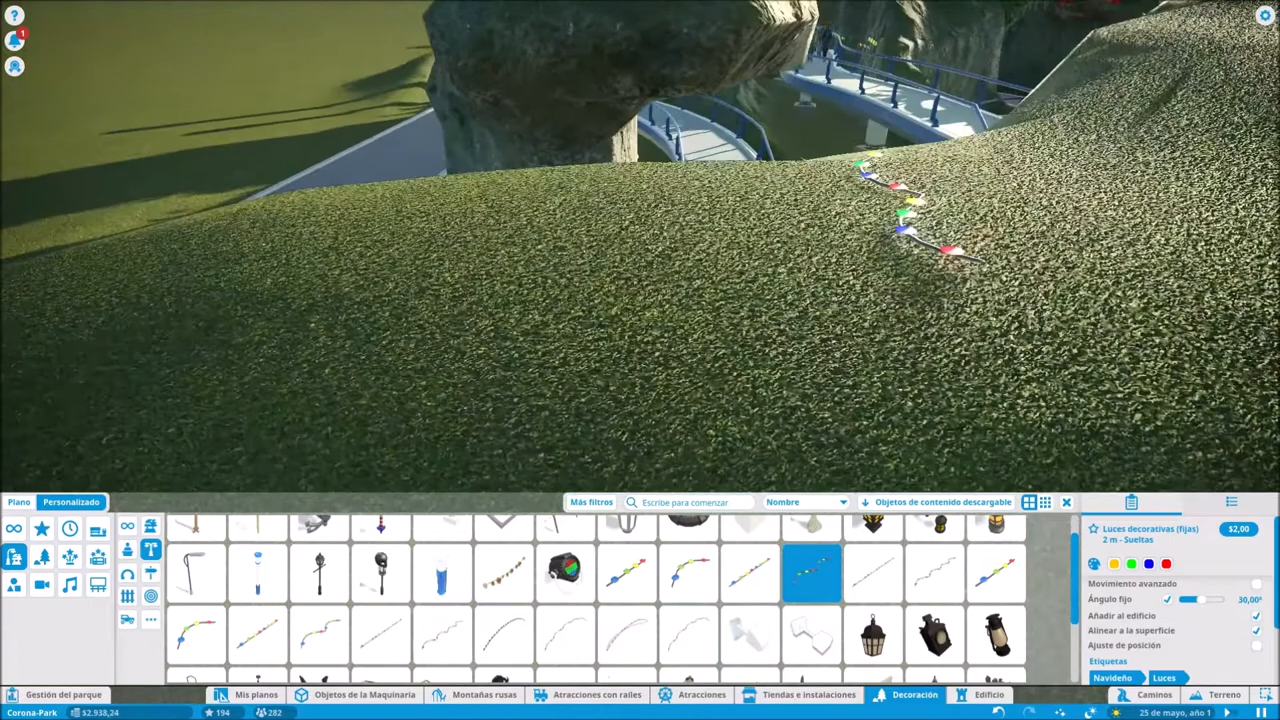 ?
1
Plano
Personalizado
Más filtros
Escribe para comenzar
Nombre
Objetos de contenido descargable
Luces decorativas (fijas)
2 m - Sueltas
$2,00
Movimiento avanzado
Ángulo fijo
30,00°
Añadir al edificio
Alinear a la superficie
Ajuste de posición
Etiquetas
Navideño
Luces
Gestión del parque
Mis planos
Objetos de la Maquinaria
Montañas rusas
Atracciones con raíles
Atracciones
Tiendas e instalaciones
Decoración
Edificio
Caminos
Terreno
Corona-Park
$2.938,24
194
282
25 de mayo, año 1